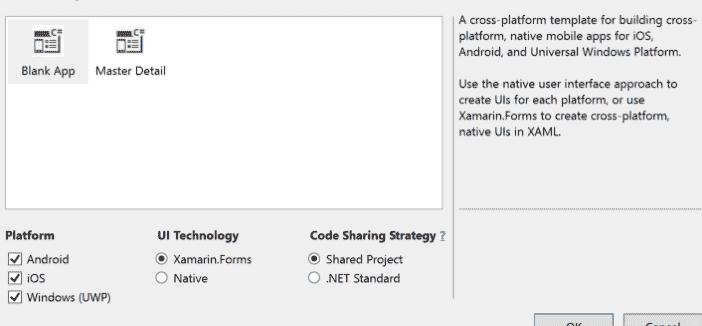 Blank App
Master Detail
A cross-platform template for building cross-
platform, native mobile apps for iOS,
Android, and Universal Windows Platform.
Use the native user interface approach to
create UIs for each platform, or use
Xamarin.Forms to create cross-platform,
native UIs in XAML.
Platform
Android
iOS
Windows (UWP)
UI Technology
Xamarin.Forms
Native
Code Sharing Strategy ?
Shared Project
.NET Standard
OK
Cancel